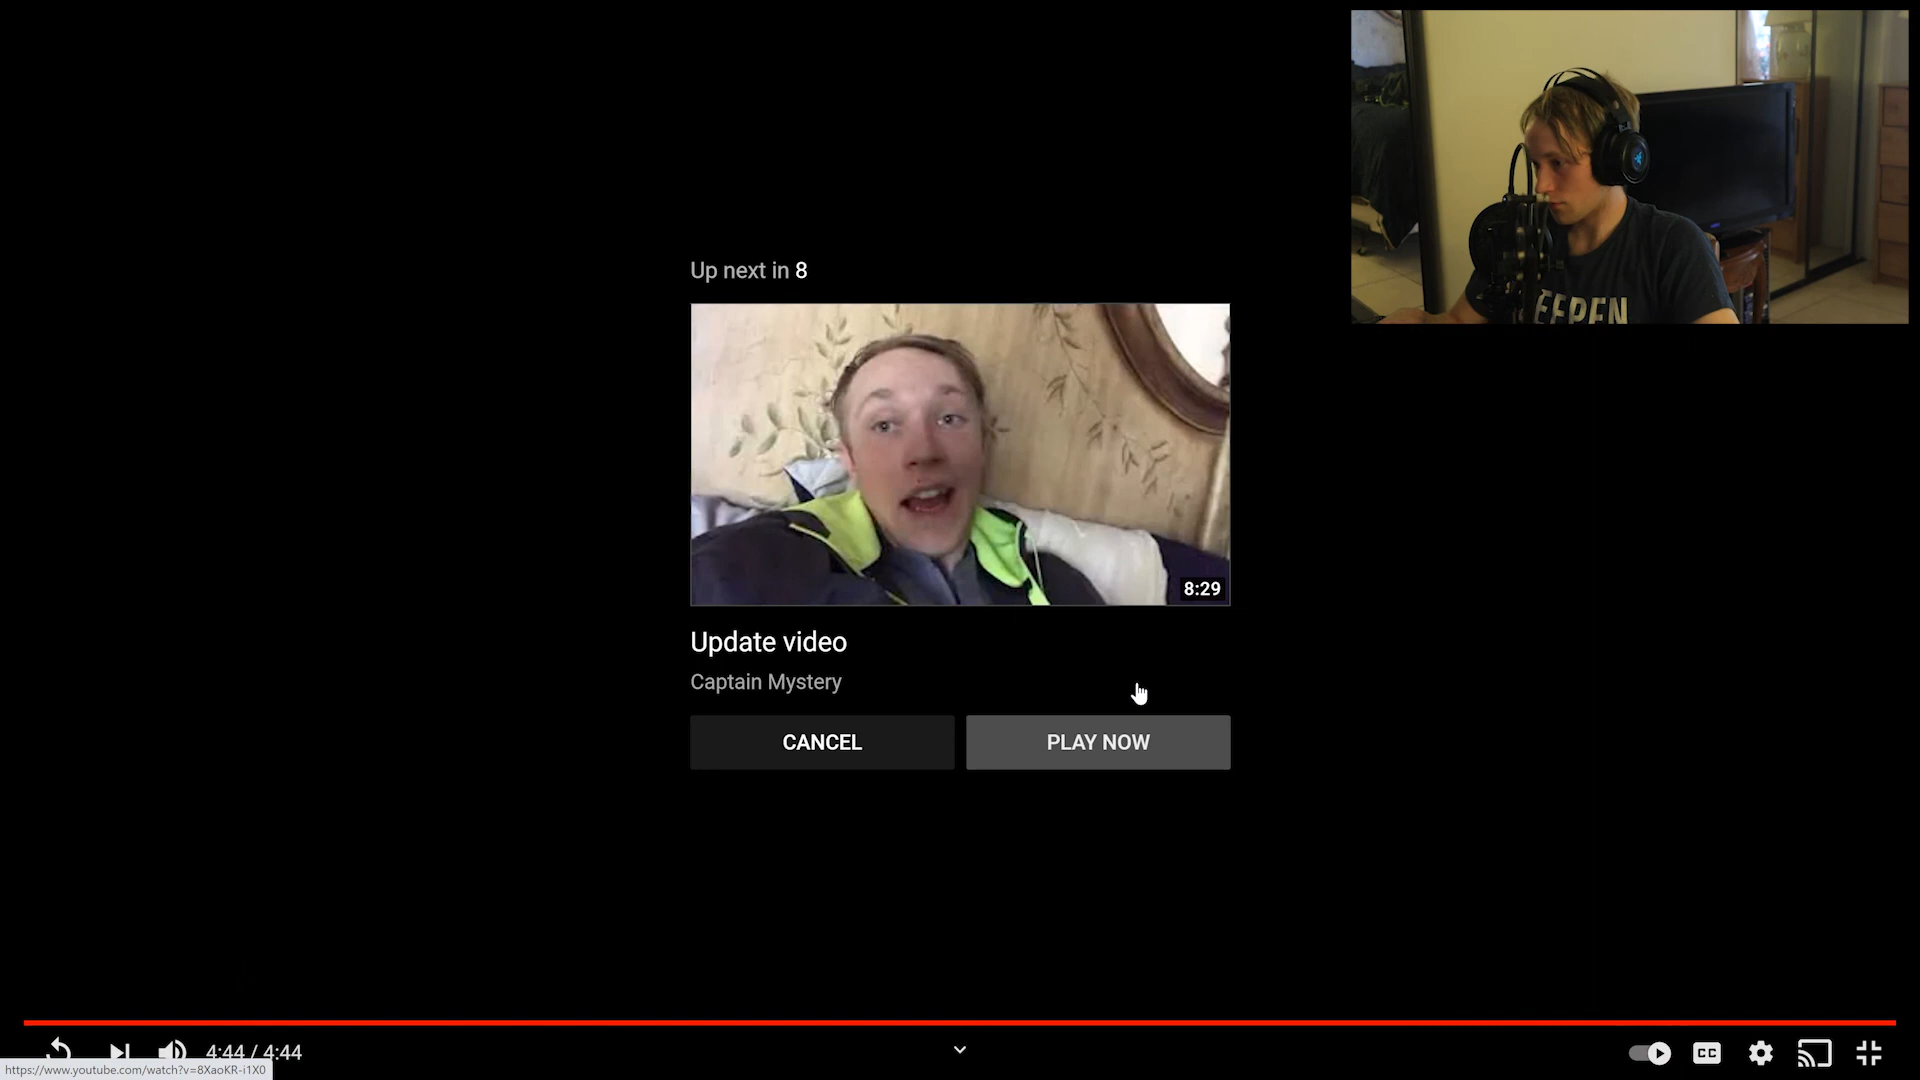 Up next in 8
8:29
Update video
Captain Mystery
CANCEL
PLAY NOW
4:44 / 4:44
CC
https://www.youtube.com/watch?v=8XaoKR-i1X0